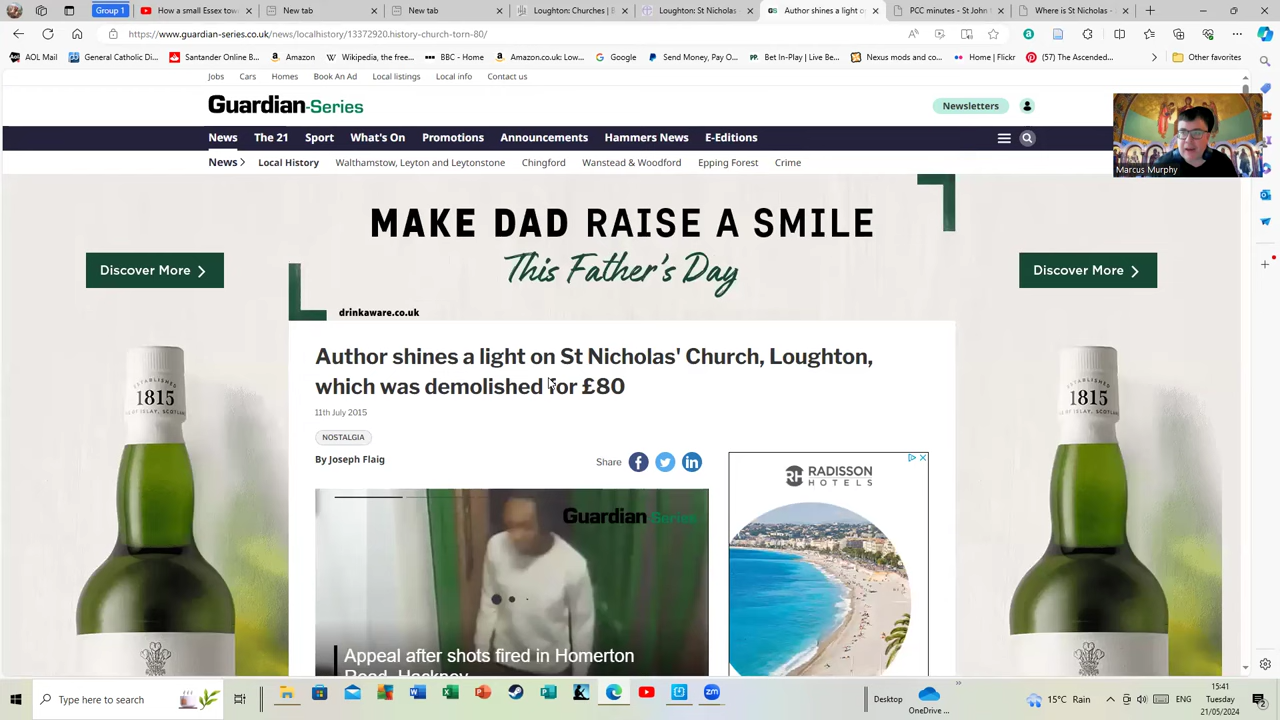 Group 1
How a small Essex tow
New tab
New tab
Loughton: Churches | B
Loughton: St Nicholas
Author shines a light o
PCC minutes - St John
Where is St Nicholas -
https://www.guardian-series.co.uk/news/localhistory/13372920.history-church-torn-80/
AOL Mail
General Catholic Di...
Santander Online B...
Amazon
Wikipedia, the free...
BBC - Home
Amazon.co.uk: Low...
Google
Send Money, Pay O...
Bet In-Play | Live Be...
Nexus mods and co...
Home | Flickr
(57) The Ascended...
Other favorites
Jobs
Cars
Homes
Book An Ad
Local listings
Local info
Contact us
Guardian-Series
Newsletters
News
The 21
Sport
What's On
Promotions
Announcements
Hammers News
E-Editions
News
Local History
Walthamstow, Leyton and Leytonstone
Chingford
Wanstead & Woodford
Epping Forest
Crime
Marcus Murphy
MAKE DAD RAISE A SMILE
This Father's Day
Discover More
Discover More
drinkaware.co.uk
Author shines a light on St Nicholas' Church, Loughton,
which was demolished for £80
11th July 2015
NOSTALGIA
By Joseph Flaig
Share
ESTABLISHED
1815
ESTABLISHED
1815
RADISSON
HOTELS
Guardian Series
Appeal after shots fired in Homerton
Road, Hackney
Type here to search
Desktop
OneDrive ...
15°C Rain
ENG
15:41
Tuesday
21/05/2024